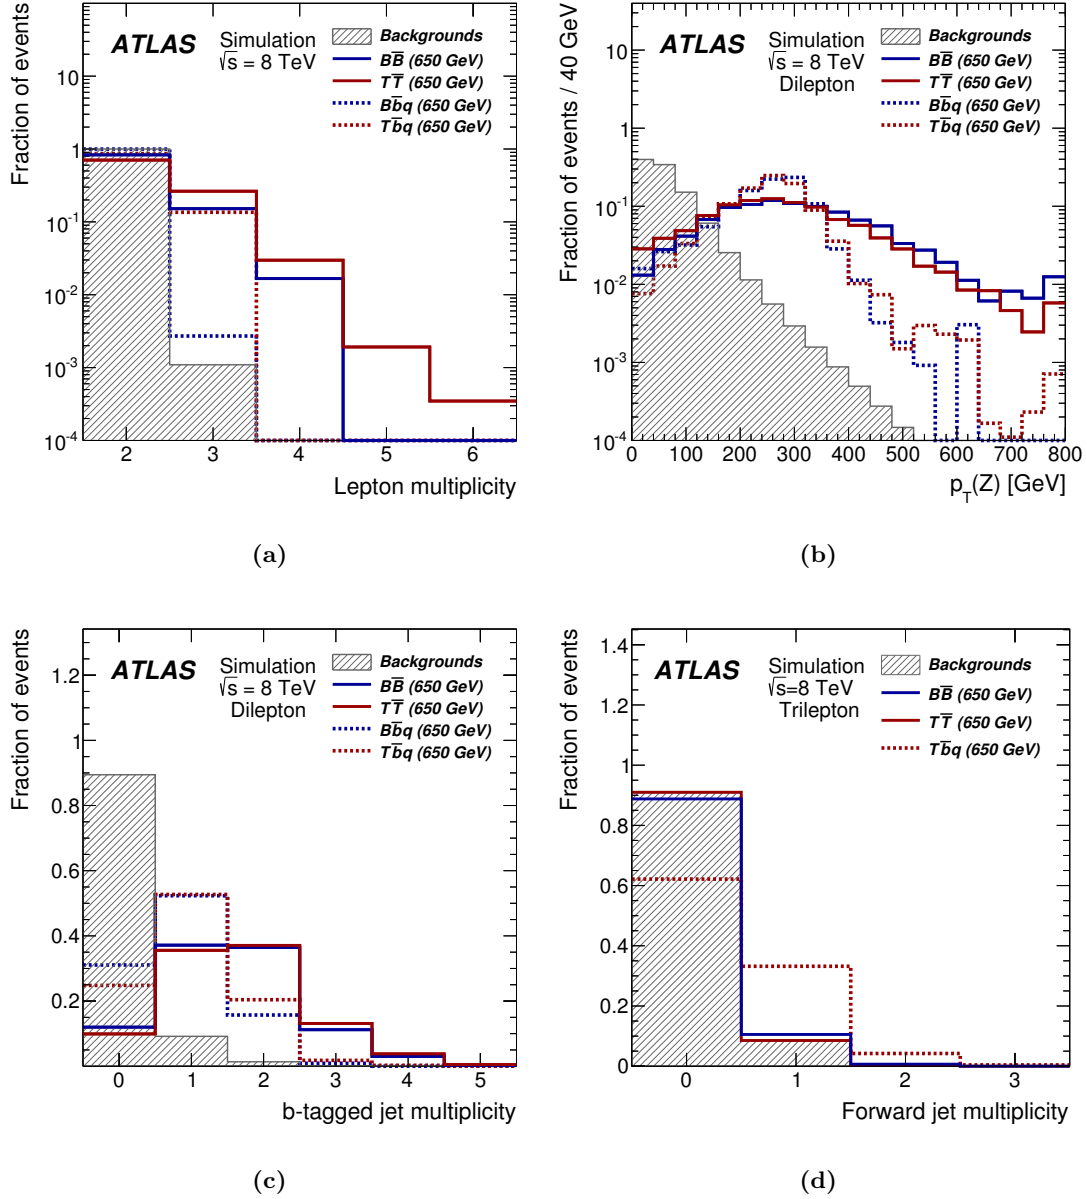 Fraction of events
ATLAS Simulation
√s = 8 TeV
Backgrounds
BB̅ (650 GeV)
TT̅ (650 GeV)
Bb̅q (650 GeV)
Tb̅q (650 GeV)
10
1
10⁻¹
10⁻²
10⁻³
10⁻⁴
2 3 4 5 6
Lepton multiplicity
(a)
Fraction of events / 40 GeV
ATLAS Simulation
√s = 8 TeV
Dilepton
Backgrounds
BB̅ (650 GeV)
TT̅ (650 GeV)
Bb̅q (650 GeV)
Tb̅q (650 GeV)
10
1
10⁻¹
10⁻²
10⁻³
10⁻⁴
0 100 200 300 400 500 600 700 800
p_T(Z) [GeV]
(b)
Fraction of events
ATLAS Simulation
√s = 8 TeV
Dilepton
Backgrounds
BB̅ (650 GeV)
TT̅ (650 GeV)
Bb̅q (650 GeV)
Tb̅q (650 GeV)
1.2
1
0.8
0.6
0.4
0.2
0 1 2 3 4 5
b-tagged jet multiplicity
(c)
Fraction of events
ATLAS Simulation
√s=8 TeV
Trilepton
Backgrounds
BB̅ (650 GeV)
TT̅ (650 GeV)
Tb̅q (650 GeV)
1.4
1.2
1
0.8
0.6
0.4
0.2
0
0 1 2 3
Forward jet multiplicity
(d)